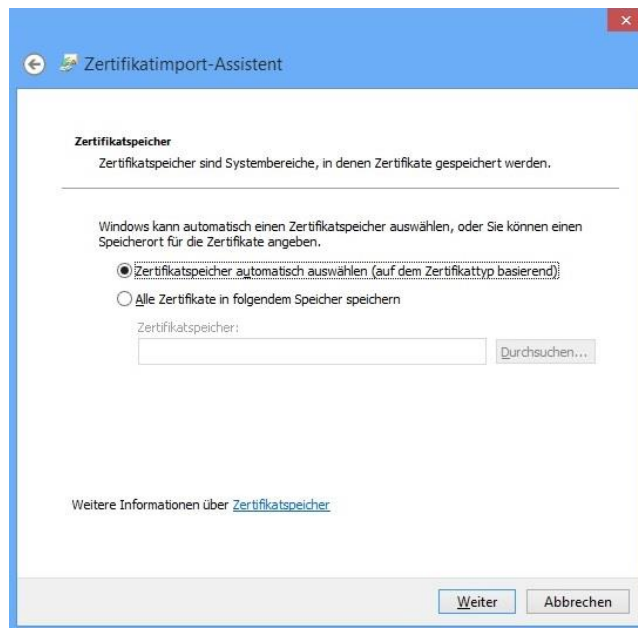 Zertifikatimport-Assistent
Zertifikatspeicher
Zertifikatspeicher sind Systembereiche, in denen Zertifikate gespeichert werden.
Windows kann automatisch einen Zertifikatspeicher auswählen, oder Sie können einen
Speicherort für die Zertifikate angeben.
Zertifikatspeicher automatisch auswählen (auf dem Zertifikattyp basierend)
Alle Zertifikate in folgendem Speicher speichern
Zertifikatspeicher:
Durchsuchen...
Weitere Informationen über Zertifikatspeicher
Weiter Abbrechen